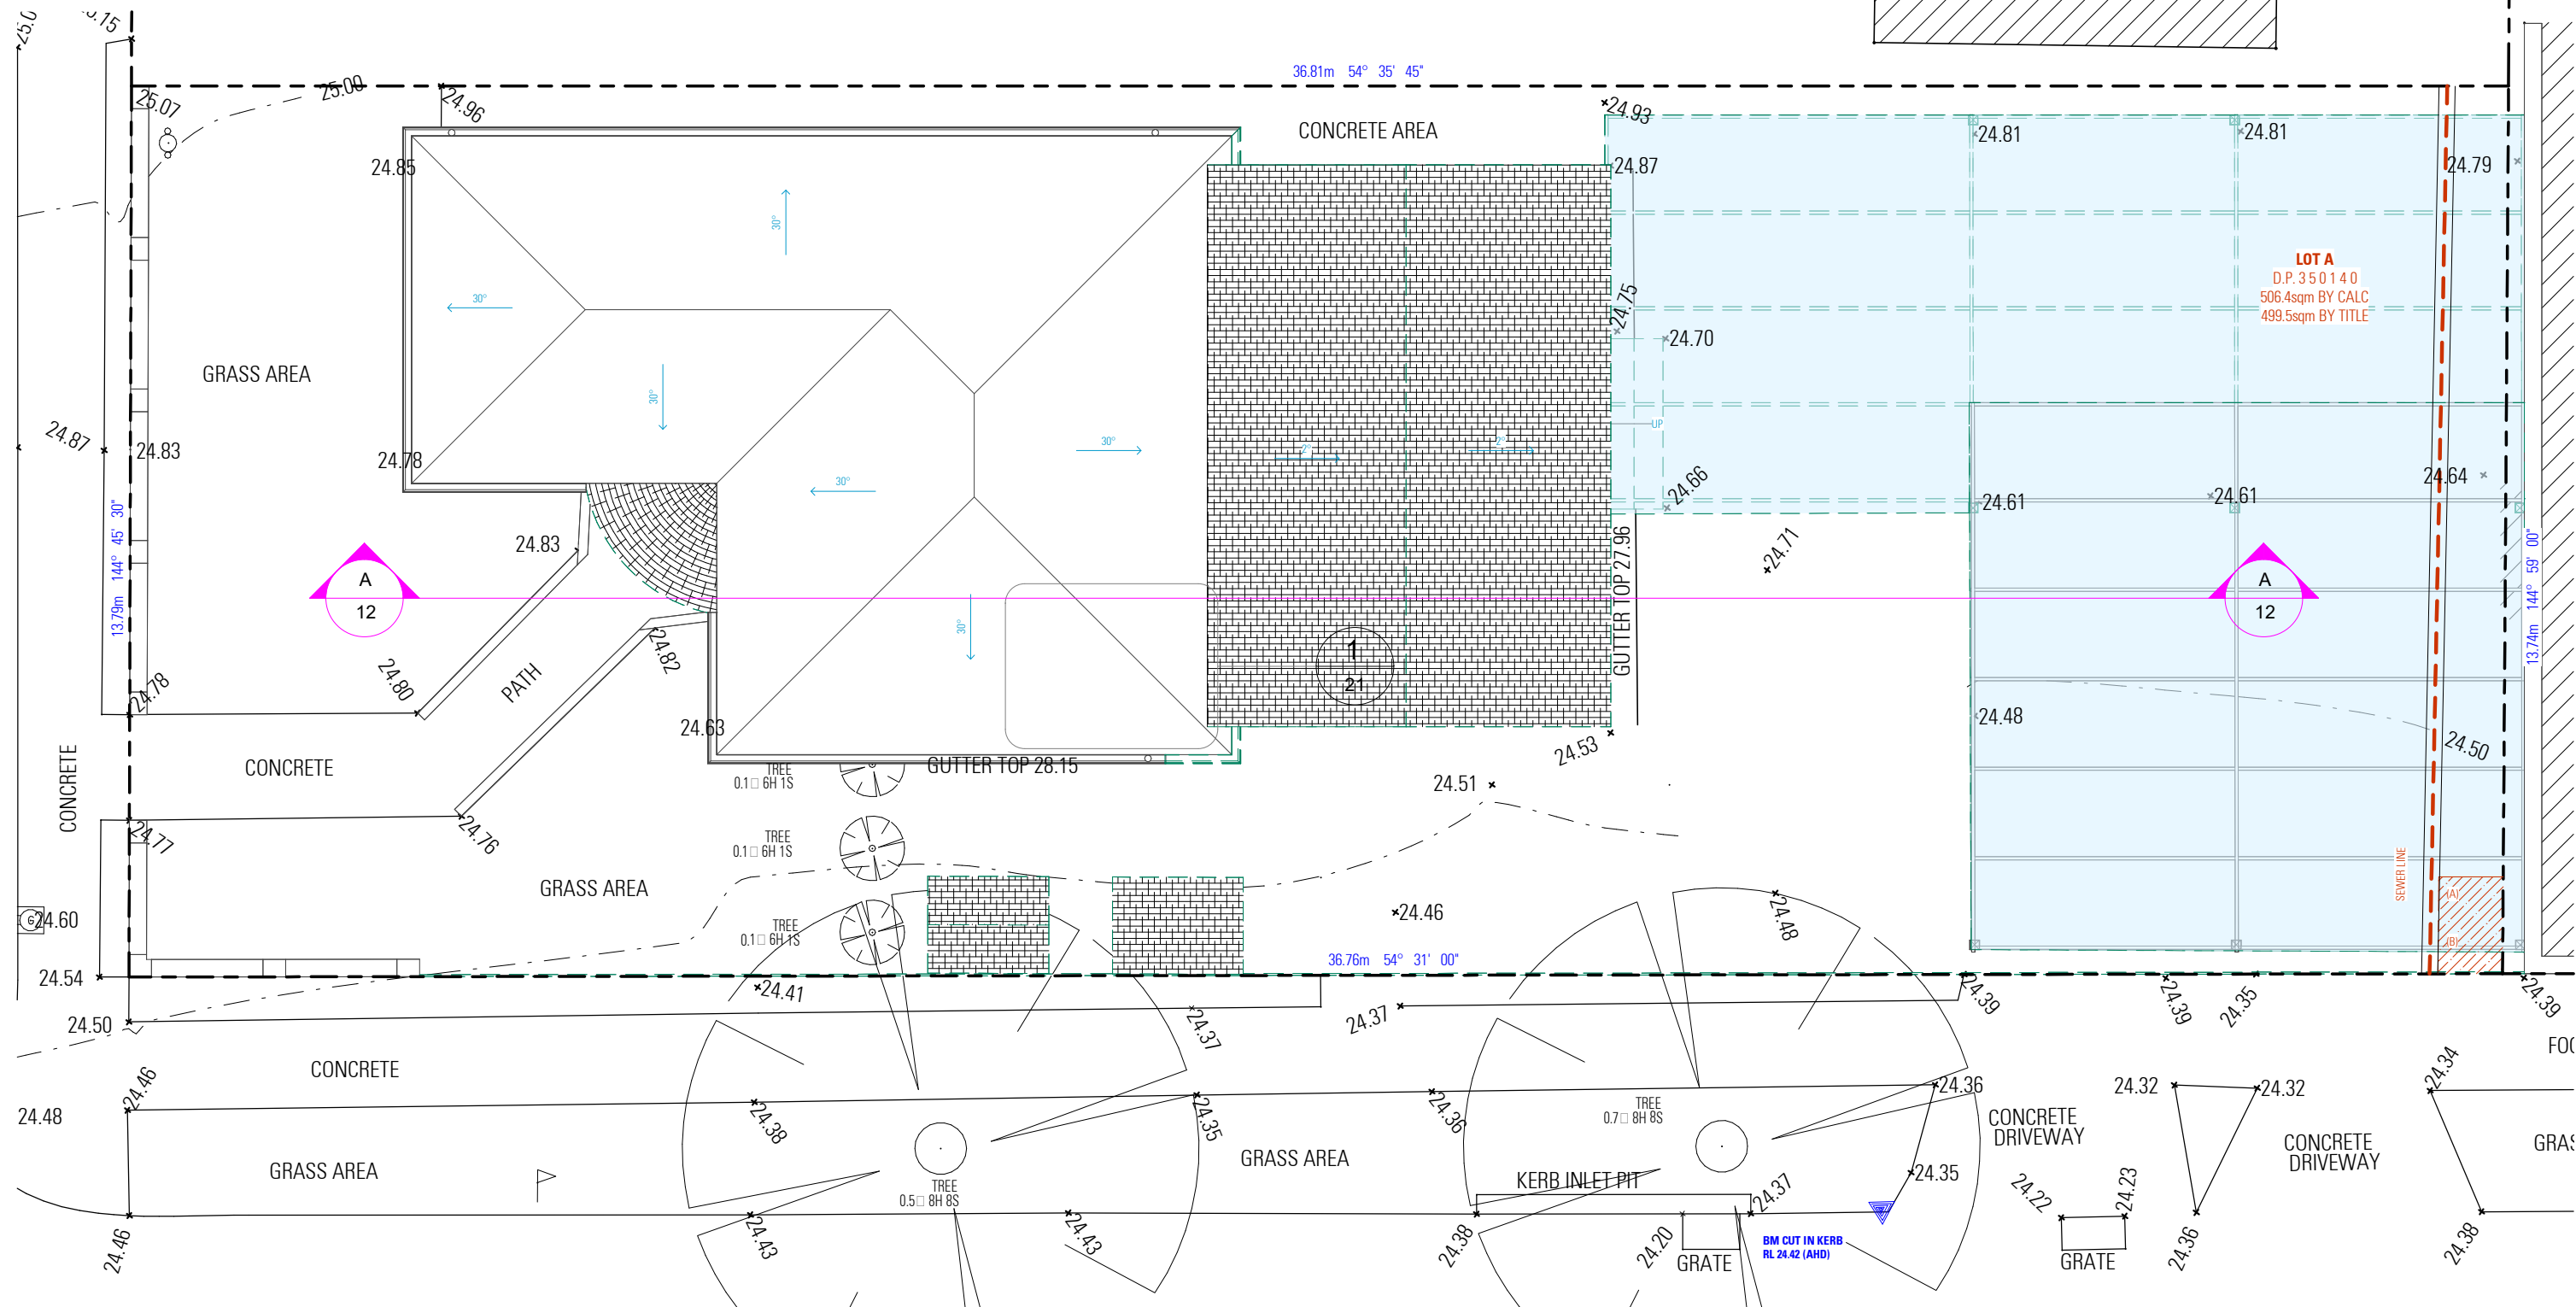 36.81m 54° 35' 45"
25.00
25.07
24.96
24.93
CONCRETE AREA
24.81
24.81
24.85
24.87
24.79
30°
LOT A
D.P. 3 5 0 1 4 0
506.4sqm BY CALC
499.5sqm BY TITLE
30°
24.75
24.70
GRASS AREA
30°
UP
24.87
24.83
24.78
30°
2°
2°
30°
24.66
24.61
24.61
24.64
13.79m 144° 45' 30"
24.83
24.71
GUTTER TOP 27.96
13.74m 144° 59' 00"
A
12
A
12
30°
24.82
1
21
24.80
PATH
24.78
24.48
24.63
24.50
24.53
CONCRETE
CONCRETE
GUTTER TOP 28.15
TREE
0.1 6H 1S
24.51
24.77
24.76
TREE
0.1 6H 1S
GRASS AREA
SEWER LINE
(A)
(B)
24.60
24.46
24.48
TREE
0.1 6H 1S
36.76m 54° 31' 00"
24.54
24.41
24.39
24.39
24.35
24.39
24.50
24.37
24.37
CONCRETE
24.46
24.48
24.38
24.35
24.36
24.36
24.32
24.32
24.34
TREE
0.7 8H 8S
CONCRETE
DRIVEWAY
CONCRETE
DRIVEWAY
GRASS AREA
GRASS AREA
KERB INLET PIT
24.35
TREE
0.5 8H 8S
24.37
24.22
24.23
24.46
24.43
24.43
24.38
24.20
GRATE
BM CUT IN KERB
RL 24.42 (AHD)
GRATE
24.36
24.38